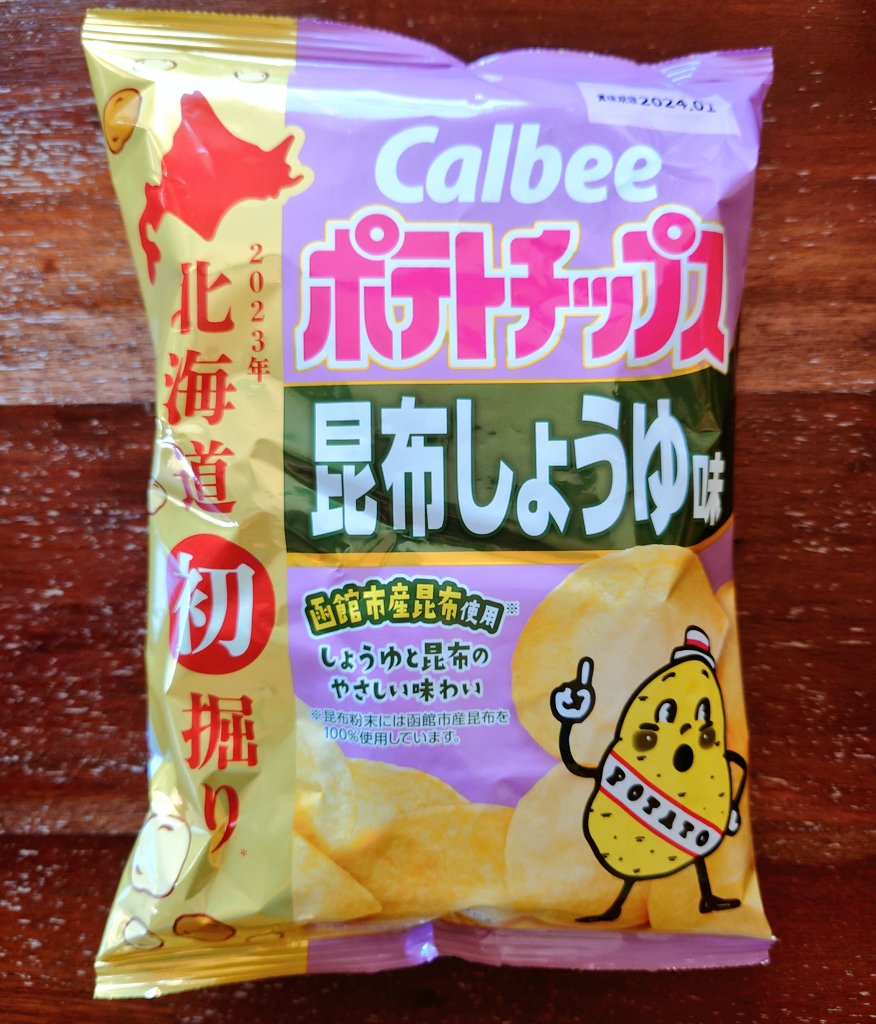 賞味期限2024.01
Calbee
ポテトチップス
昆布しょうゆ味
2023年
北海道初掘り
函館市産昆布使用※
しょうゆと昆布の
やさしい味わい
※昆布粉末には函館市産昆布を
100%使用しています。
POTATO